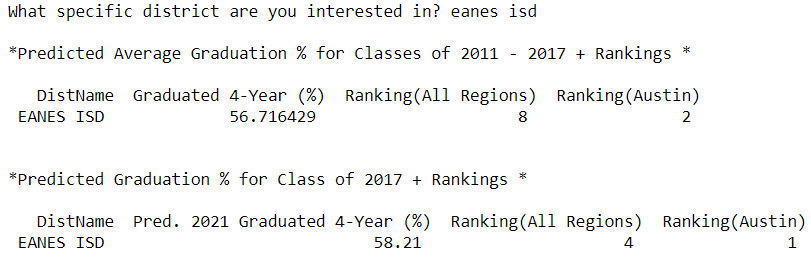 What specific district are you interested in? eanes isd
*Predicted Average Graduation % for Classes of 2011 - 2017 + Rankings *
DistName Graduated 4-Year (%) Ranking(All Regions) Ranking(Austin)
EANES ISD 56.716429 8 2
*Predicted Graduation % for Class of 2017 + Rankings *
DistName Pred. 2021 Graduated 4-Year (%) Ranking(All Regions) Ranking(Austin)
EANES ISD 58.21 4 1